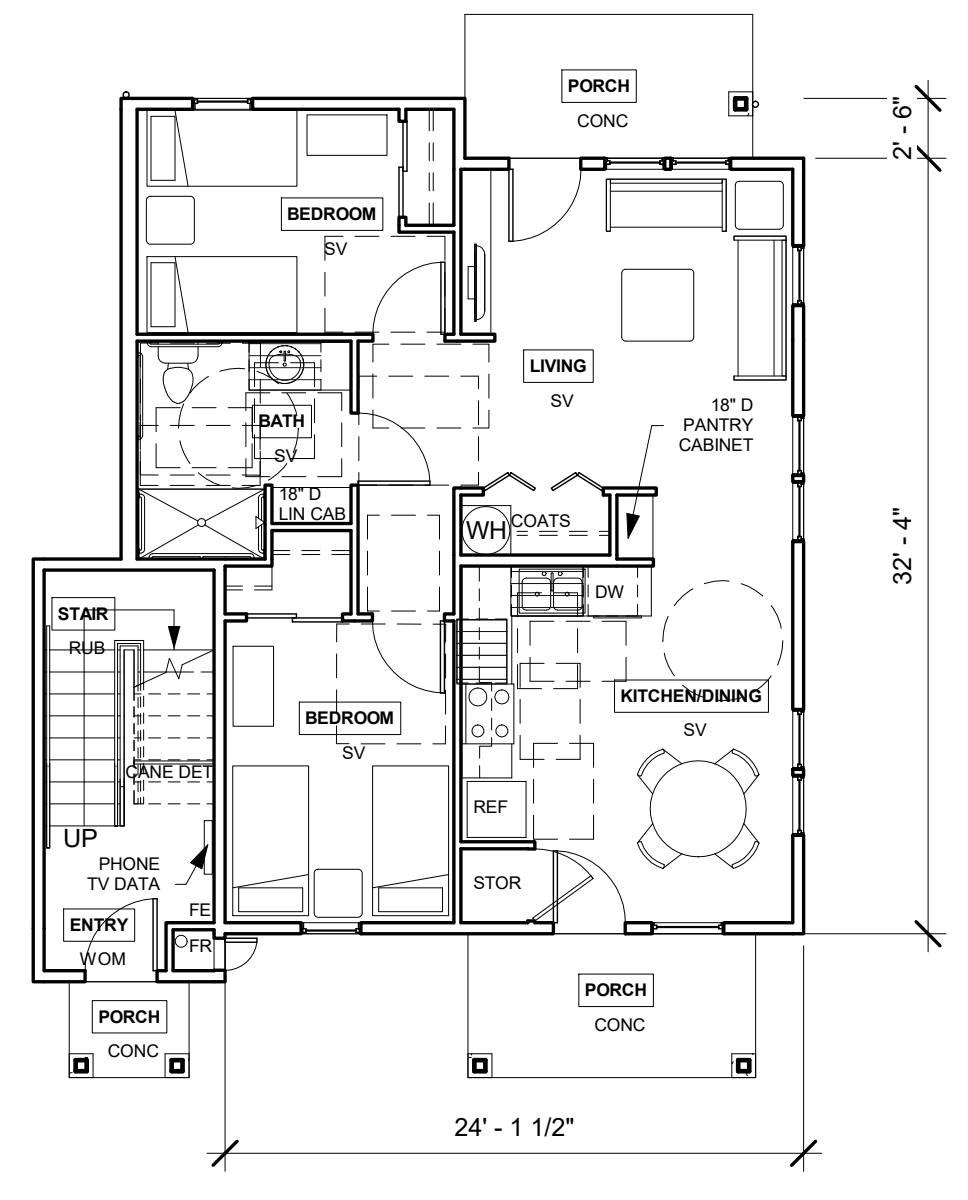 PORCH
CONC
2' - 6"
BEDROOM
SV
LIVING
SV
18" D
PANTRY
CABINET
BATH
SV
18" D
LIN CAB
WH
COATS
32' - 4"
DW
STAIR
RUB
KITCHEN/DINING
SV
BEDROOM
SV
CANE DET
REF
UP
PHONE
TV DATA
STOR
FE
ENTRY
WOM
FR
PORCH
CONC
PORCH
CONC
24' - 1 1/2"